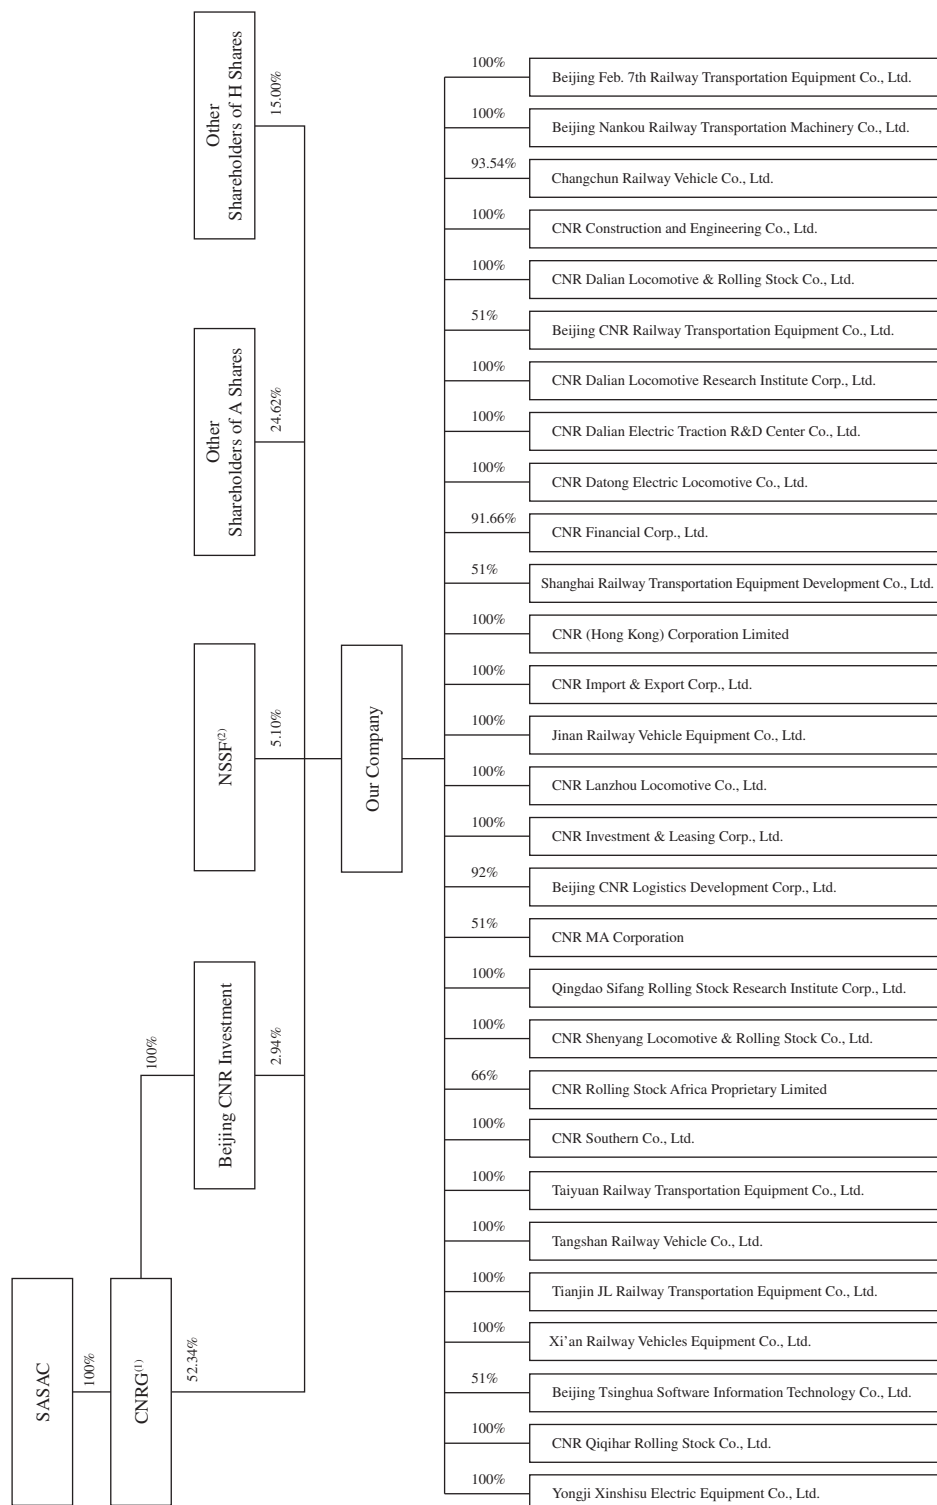 SASAC
100%
CNRG(1)
52.34%
100%
Beijing CNR Investment
2.94%
NSSF(2)
5.10%
Other
Shareholders of A Shares
24.62%
Other
Shareholders of H Shares
15.00%
Our Company
100%
Beijing Feb. 7th Railway Transportation Equipment Co., Ltd.
100%
Beijing Nankou Railway Transportation Machinery Co., Ltd.
93.54%
Changchun Railway Vehicle Co., Ltd.
100%
CNR Construction and Engineering Co., Ltd.
100%
CNR Dalian Locomotive & Rolling Stock Co., Ltd.
51%
Beijing CNR Railway Transportation Equipment Co., Ltd.
100%
CNR Dalian Locomotive Research Institute Corp., Ltd.
100%
CNR Dalian Electric Traction R&D Center Co., Ltd.
100%
CNR Datong Electric Locomotive Co., Ltd.
91.66%
CNR Financial Corp., Ltd.
51%
Shanghai Railway Transportation Equipment Development Co., Ltd.
100%
CNR (Hong Kong) Corporation Limited
100%
CNR Import & Export Corp., Ltd.
100%
Jinan Railway Vehicle Equipment Co., Ltd.
100%
CNR Lanzhou Locomotive Co., Ltd.
100%
CNR Investment & Leasing Corp., Ltd.
92%
Beijing CNR Logistics Development Corp., Ltd.
51%
CNR MA Corporation
100%
Qingdao Sifang Rolling Stock Research Institute Corp., Ltd.
100%
CNR Shenyang Locomotive & Rolling Stock Co., Ltd.
66%
CNR Rolling Stock Africa Proprietary Limited
100%
CNR Southern Co., Ltd.
100%
Taiyuan Railway Transportation Equipment Co., Ltd.
100%
Tangshan Railway Vehicle Co., Ltd.
100%
Tianjin JL Railway Transportation Equipment Co., Ltd.
100%
Xi’an Railway Vehicles Equipment Co., Ltd.
51%
Beijing Tsinghua Software Information Technology Co., Ltd.
100%
CNR Qiqihar Rolling Stock Co., Ltd.
100%
Yongji Xinshisu Electric Equipment Co., Ltd.